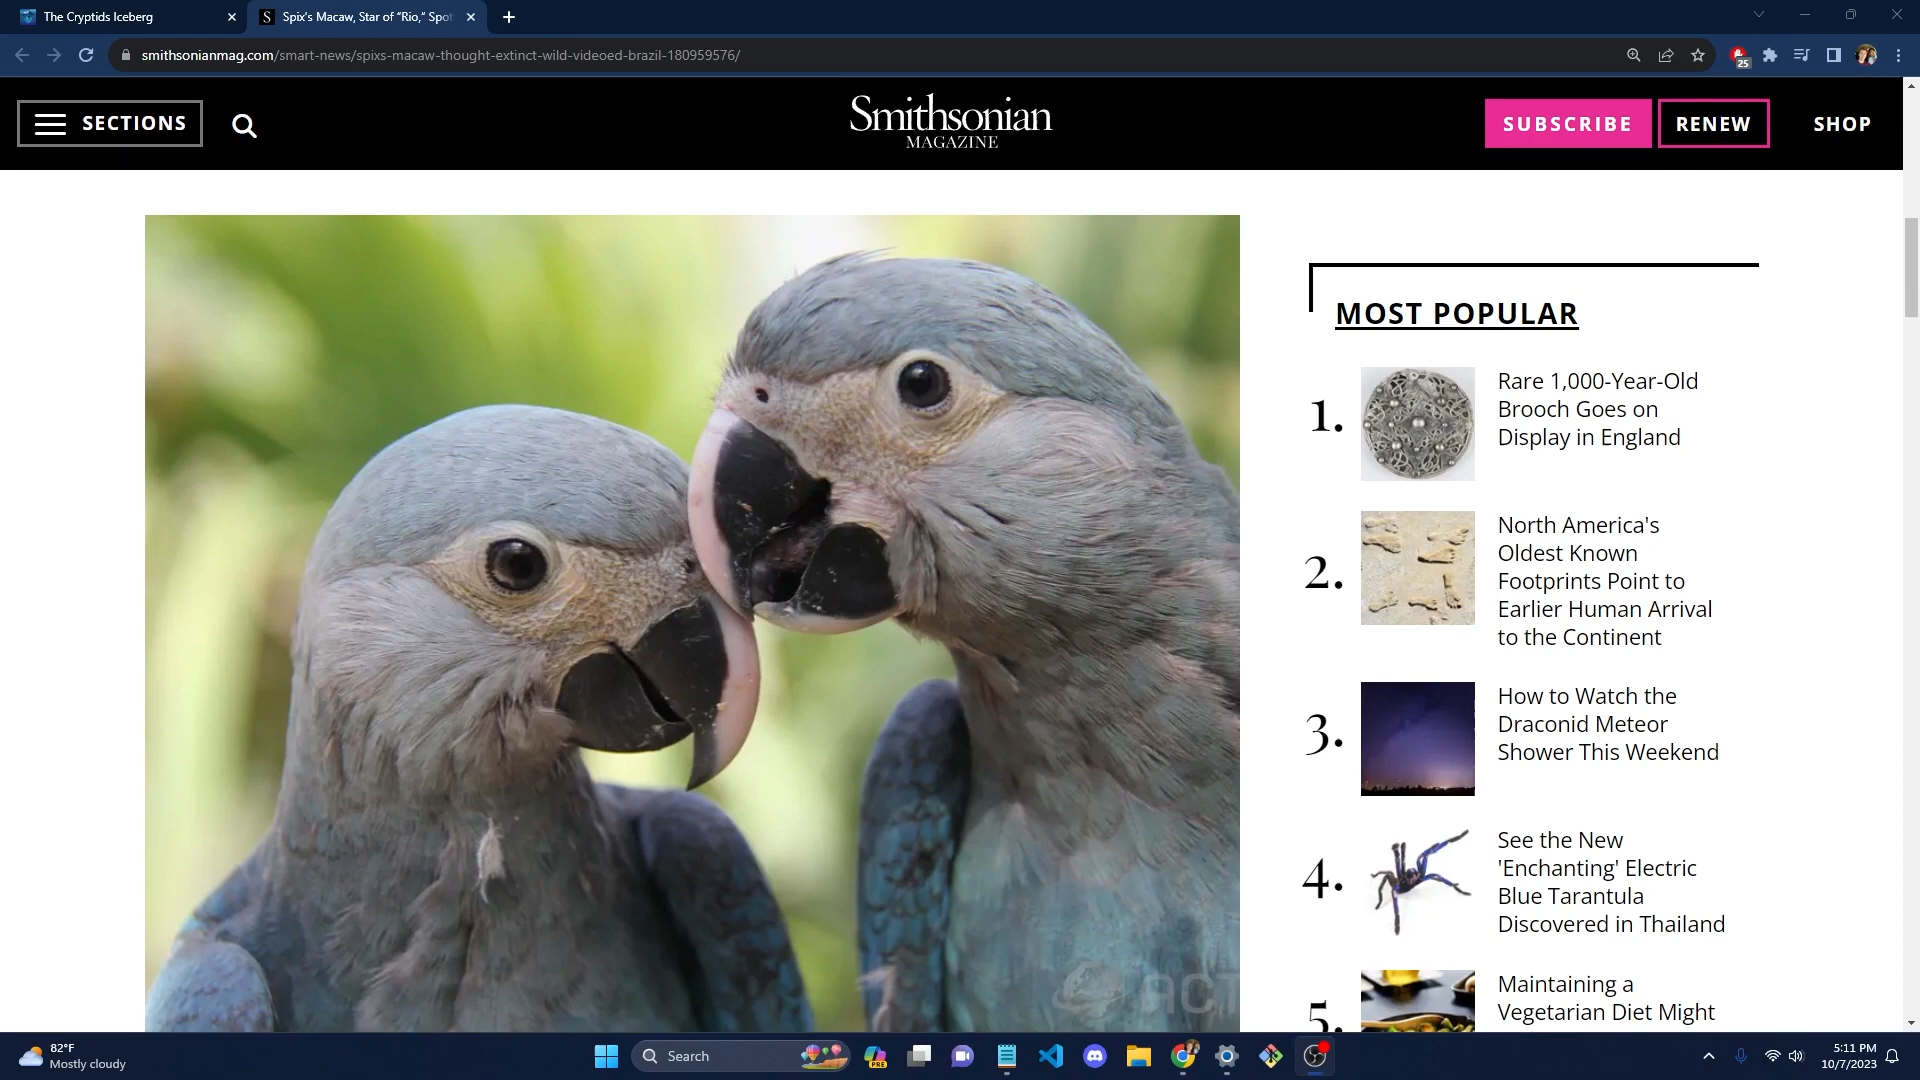 The Cryptids Iceberg
Spix's Macaw, Star of "Rio," Spot
smithsonianmag.com/smart-news/spixs-macaw-thought-extinct-wild-videoed-brazil-180959576/
25
SECTIONS
Smithsonian
MAGAZINE
SUBSCRIBE
RENEW
SHOP
MOST POPULAR
1.
Rare 1,000-Year-Old
Brooch Goes on
Display in England
2.
North America's
Oldest Known
Footprints Point to
Earlier Human Arrival
to the Continent
3.
How to Watch the
Draconid Meteor
Shower This Weekend
4.
See the New
'Enchanting' Electric
Blue Tarantula
Discovered in Thailand
5.
Maintaining a
Vegetarian Diet Might
ACT
82°F
Mostly cloudy
Search
PRE
5:11 PM
10/7/2023